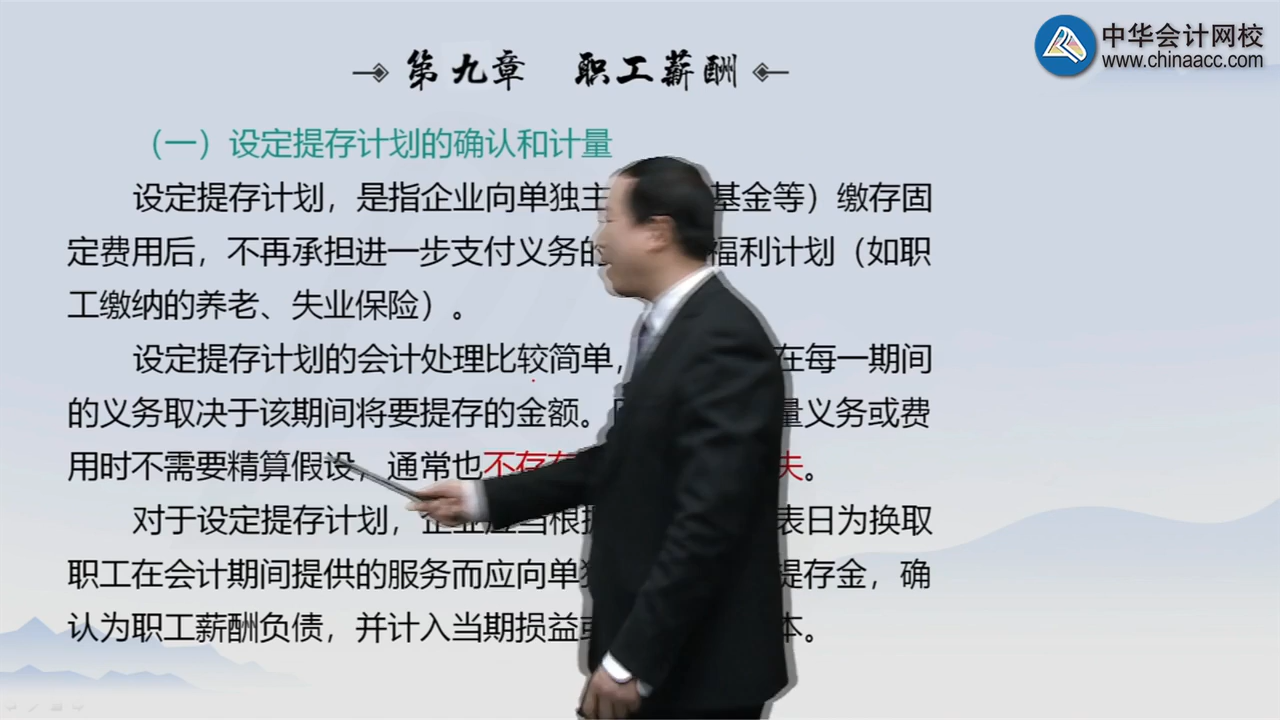 中华会计网校
www.chinaacc.com
第九章 职工薪酬
（一）设定提存计划的确认和计量
设定提存计划，是指企业向单独主 基金等）缴存固
定费用后，不再承担进一步支付义务的 福利计划（如职
工缴纳的养老、失业保险）。
设定提存计划的会计处理比较简单， 在每一期间
的义务取决于该期间将要提存的金额。 量义务或费
用时不需要精算假设，通常也不存在 失。
对于设定提存计划，企业应当根据 表日为换取
职工在会计期间提供的服务而应向单独 提存金，确
认为职工薪酬负债，并计入当期损益或 本。